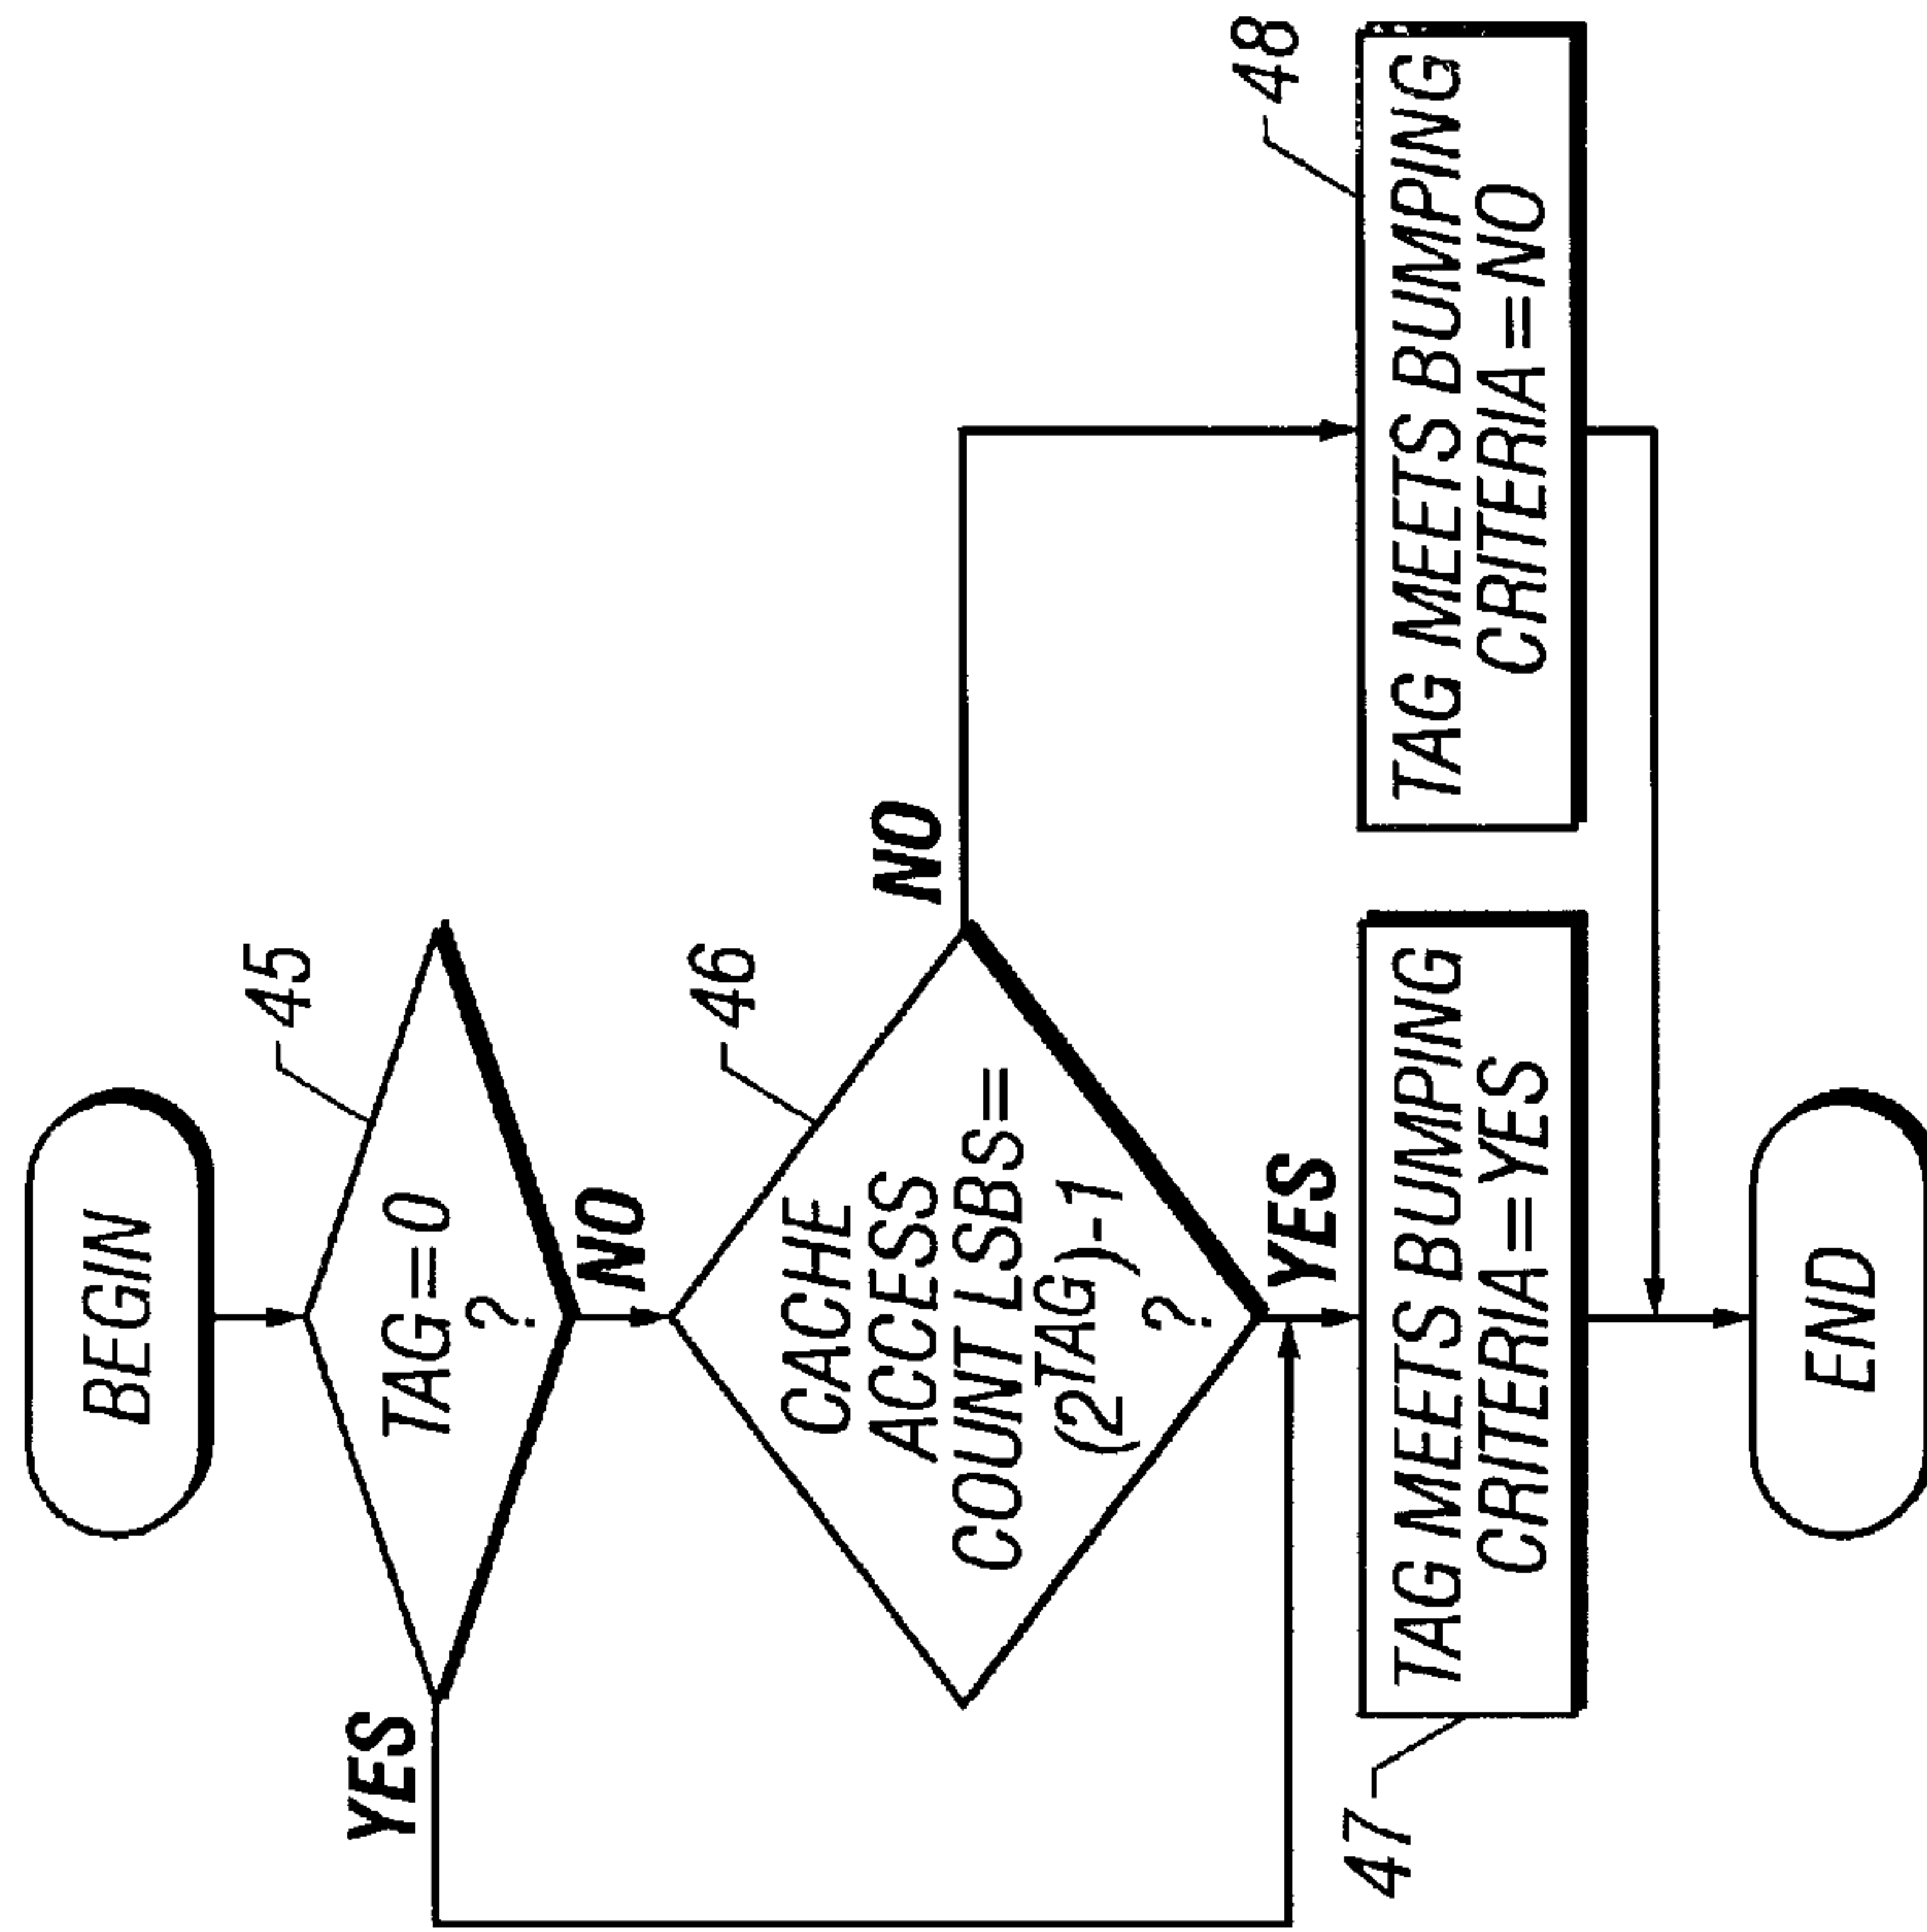 BEGIN
45
TAG=0
?
YES
NO
46
CACHE
ACCESS
COUNT LSBS=
(2TAG)-1
?
NO
YES
47
TAG MEETS BUMPING
CRITERIA=YES
48
TAG MEETS BUMPING
CRITERIA=NO
END